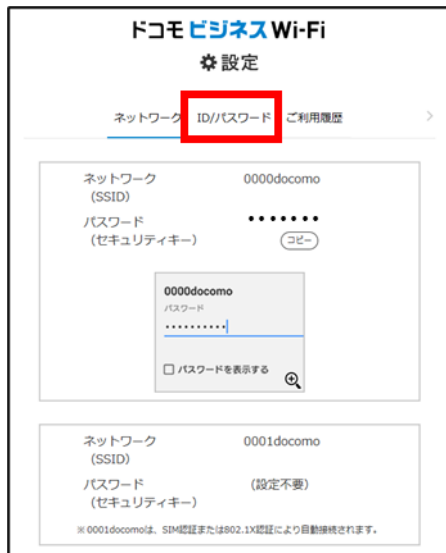 ドコモ ビジネス Wi-Fi
設定
ネットワーク ID/パスワード ご利用履歴
ネットワーク 0000docomo
(SSID)
パスワード •••••••
(セキュリティキー) コピー
0000docomo
パスワード
••••••••••
パスワードを表示する
ネットワーク 0001docomo
(SSID)
パスワード (設定不要)
(セキュリティキー)
※0001docomoは、SIM認証または802.1X認証により自動接続されます。